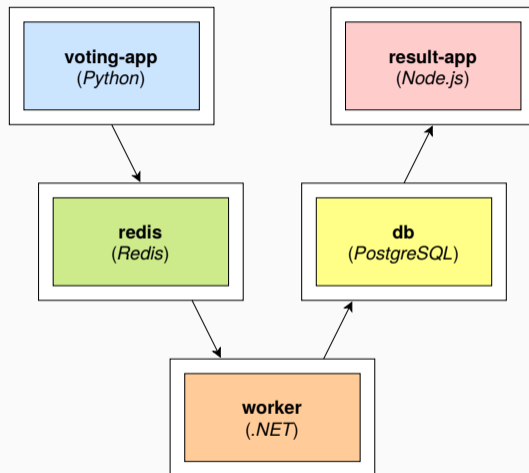 voting-app
(Python)
result-app
(Node.js)
redis
(Redis)
db
(PostgreSQL)
worker
(.NET)